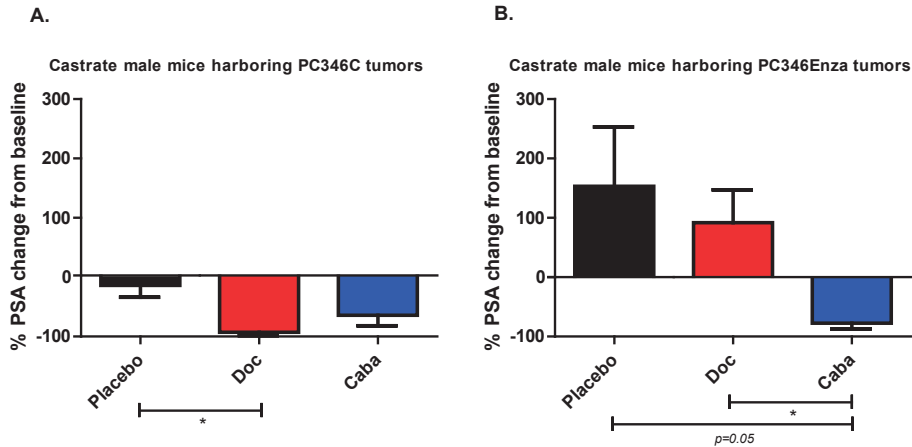 A.
Castrate male mice harboring PC346C tumors
% PSA change from baseline
300
200
100
0
-100
Placebo
Doc
Caba
*
B.
Castrate male mice harboring PC346Enza tumors
% PSA change from baseline
300
200
100
0
-100
Placebo
Doc
Caba
*
p=0.05